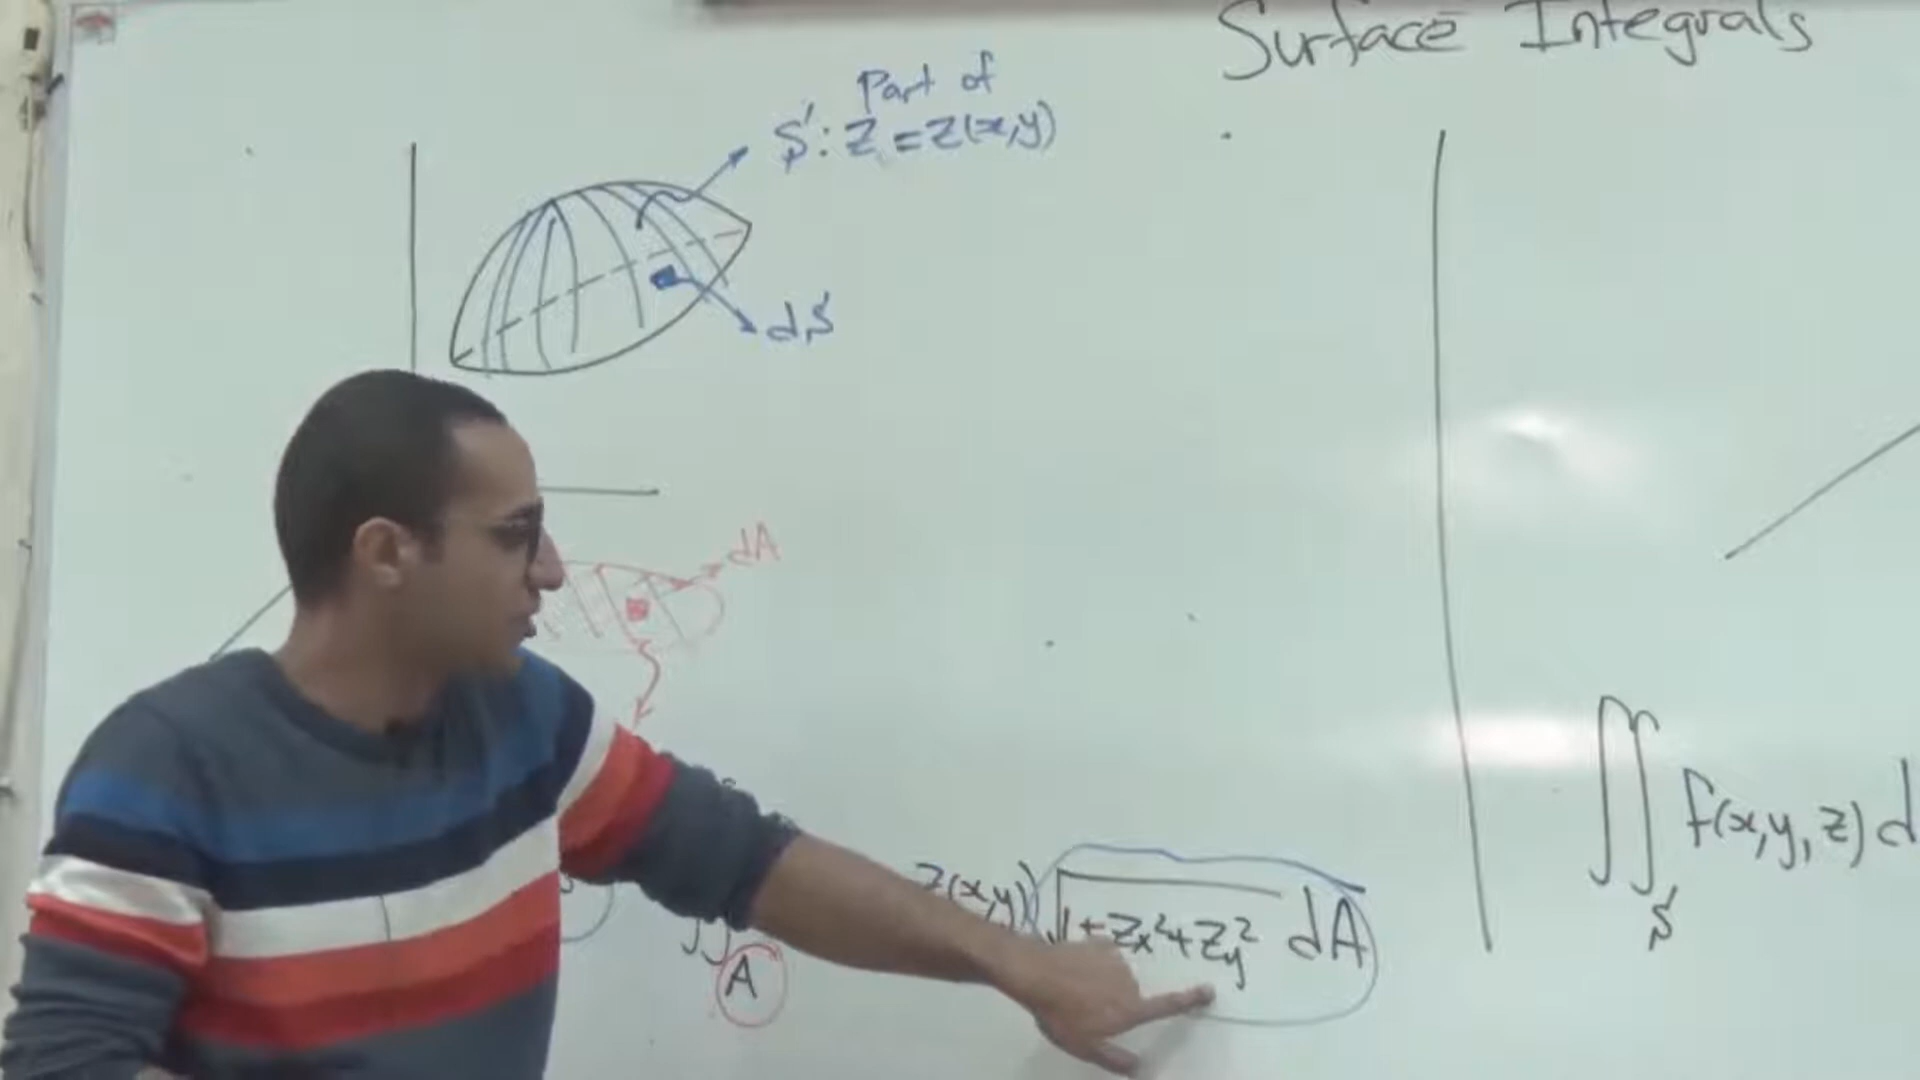 Surface Integrals
Part of
S: Z = Z(x,y)
dS
dA
Z(x,y)) √1+Zx²+Zy² dA
∬
A
∬ f(x,y,z) d
S